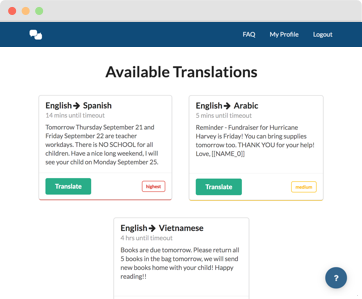 FAQ My Profile Logout
Available Translations
English → Spanish
14 mins until timeout
Tomorrow Thursday September 21 and
Friday September 22 are teacher
workdays. There is NO SCHOOL for all
children. Have a nice long weekend, I will
see your child on Monday September 25.
Translate
highest
English → Arabic
5 mins until timeout
Reminder - Fundraiser for Hurricane
Harvey is Friday! You can bring supplies
tomorrow too. THANK YOU for your help!
Love, [[NAME_0]]
Translate
medium
English → Vietnamese
4 hrs until timeout
Books are due tomorrow. Please return all
5 books in the bag tomorrow, we will send
new books home with your child! Happy
reading!!
?